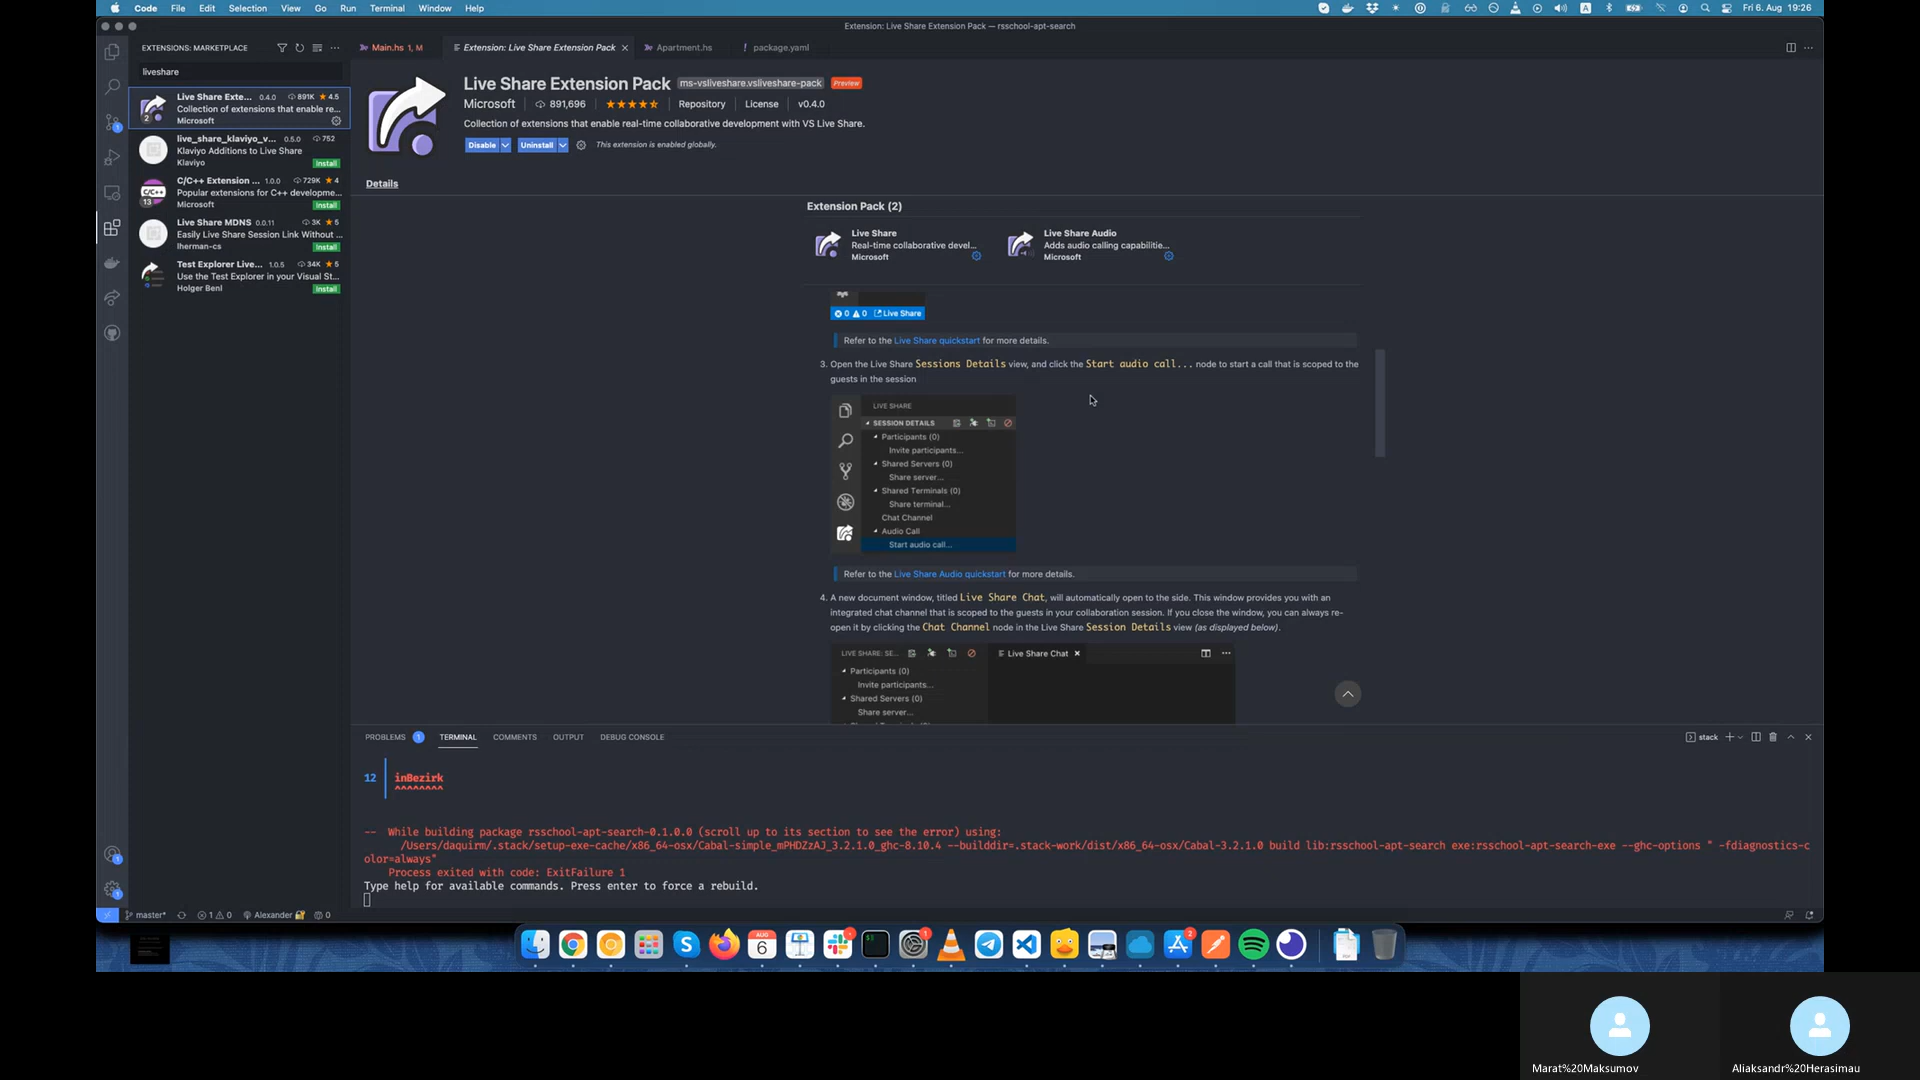 Code File Edit Selection View Go Run Terminal Window Help
Fri 6. Aug 19:26
Extension: Live Share Extension Pack — rsschool-apt-search
EXTENSIONS: MARKETPLACE
liveshare
Live Share Exte... 0.4.0 891K 4.5
Collection of extensions that enable re...
Microsoft
2
live_share_klaviyo_v... 0.5.0 752
Klaviyo Additions to Live Share
Klaviyo Install
C/C++ Extension ... 1.0.0 729K 4
Popular extensions for C++ developme...
Microsoft Install
C/C++
13
Live Share MDNS 0.0.11 3K 5
Easily Live Share Session Link Without ...
lherman-cs Install
Test Explorer Live... 1.0.5 34K 5
Use the Test Explorer in your Visual St...
Holger Benl Install
Main.hs 1, M
Extension: Live Share Extension Pack
Apartment.hs
package.yaml
Live Share Extension Pack ms-vsliveshare.vsliveshare-pack Preview
Microsoft 891,696 Repository License v0.4.0
Collection of extensions that enable real-time collaborative development with VS Live Share.
Disable Uninstall This extension is enabled globally.
Details
Extension Pack (2)
Live Share
Real-time collaborative devel...
Microsoft
Live Share Audio
Adds audio calling capabilitie...
Microsoft
0 0 Live Share
Refer to the Live Share quickstart for more details.
3. Open the Live Share Sessions Details view, and click the Start audio call... node to start a call that is scoped to the
guests in the session
LIVE SHARE
SESSION DETAILS
Participants (0)
Invite participants...
Shared Servers (0)
Share server...
Shared Terminals (0)
Share terminal...
Chat Channel
Audio Call
Start audio call...
Refer to the Live Share Audio quickstart for more details.
4. A new document window, titled Live Share Chat, will automatically open to the side. This window provides you with an
integrated chat channel that is scoped to the guests in your collaboration session. If you close the window, you can always re-
open it by clicking the Chat Channel node in the Live Share Session Details view (as displayed below).
LIVE SHARE: SE...
Participants (0)
Invite participants...
Shared Servers (0)
Share server...
Live Share Chat
PROBLEMS 1 TERMINAL COMMENTS OUTPUT DEBUG CONSOLE
stack
12 inBezirk
^^^^^^^^
-- While building package rsschool-apt-search-0.1.0.0 (scroll up to its section to see the error) using:
/Users/daquirm/.stack/setup-exe-cache/x86_64-osx/Cabal-simple_mPHDZzAJ_3.2.1.0_ghc-8.10.4 --builddir=.stack-work/dist/x86_64-osx/Cabal-3.2.1.0 build lib:rsschool-apt-search exe:rsschool-apt-search-exe --ghc-options " -fdiagnostics-c
olor=always"
Process exited with code: ExitFailure 1
Type help for available commands. Press enter to force a rebuild.
master* 1 0 Alexander 0
AUG
6
Marat%20Maksumov
Aliaksandr%20Herasimau